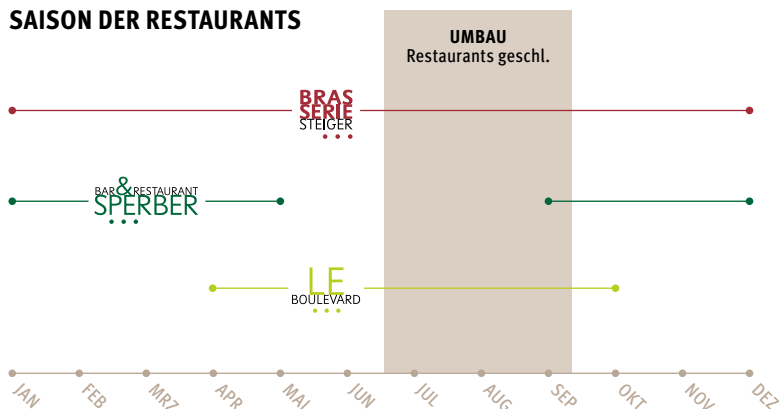 SAISON DER RESTAURANTS
UMBAU
Restaurants geschl.
BRAS
SERIE
STEIGER
BAR&RESTAURANT
SPERBER
LE
BOULEVARD
JAN FEB MRZ APR MAI JUN JUL AUG SEP OKT NOV DEZ